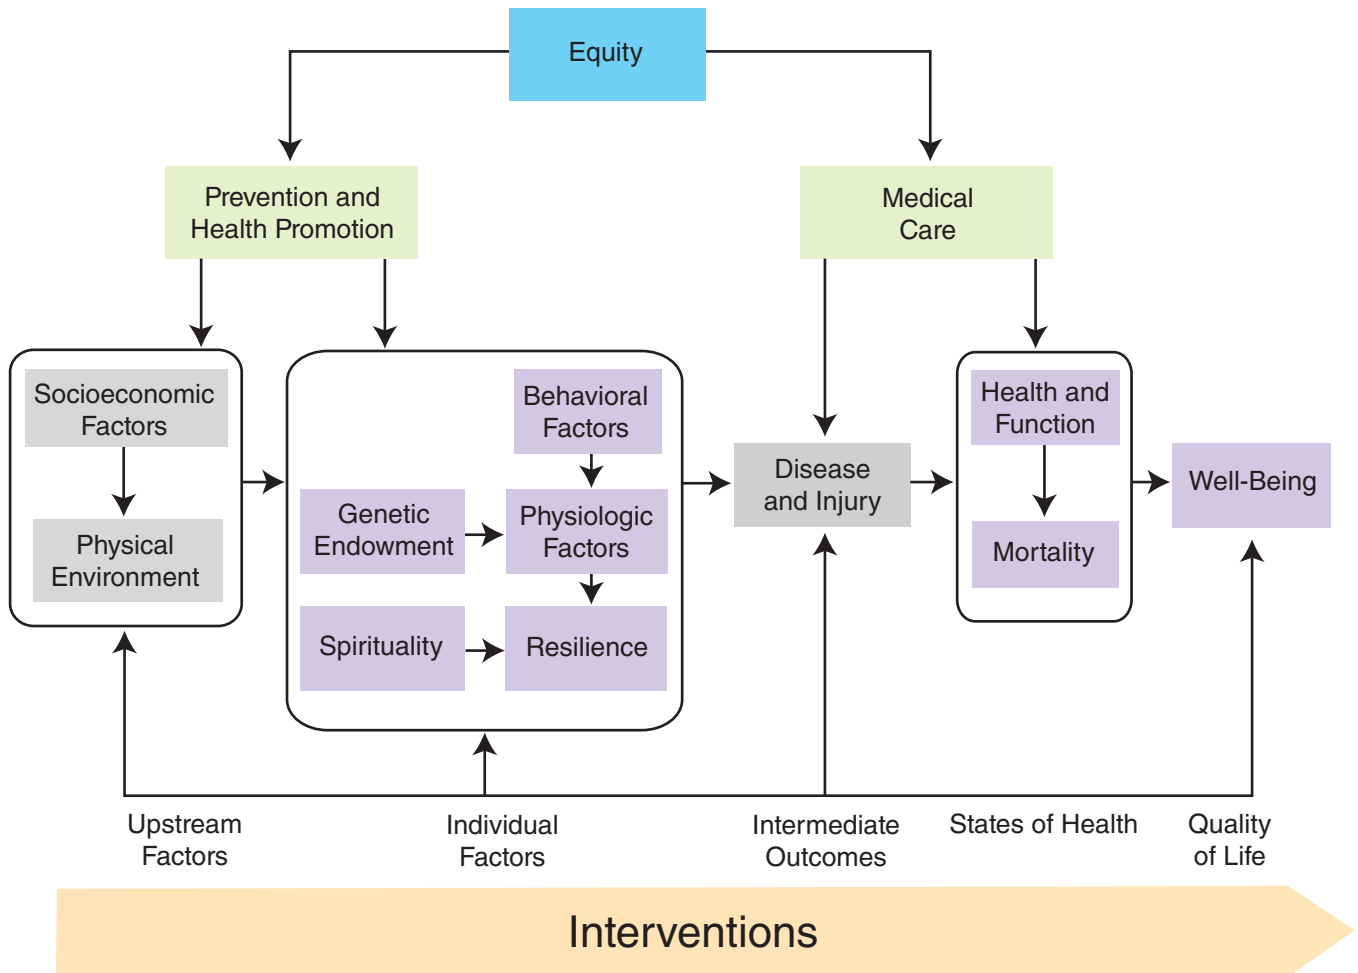 Equity
Prevention and
Health Promotion
Medical
Care
Socioeconomic
Factors
Physical
Environment
Behavioral
Factors
Genetic
Endowment
Physiologic
Factors
Spirituality
Resilience
Disease
and Injury
Health and
Function
Mortality
Well-Being
Upstream
Factors
Individual
Factors
Intermediate
Outcomes
States of Health
Quality
of Life
Interventions